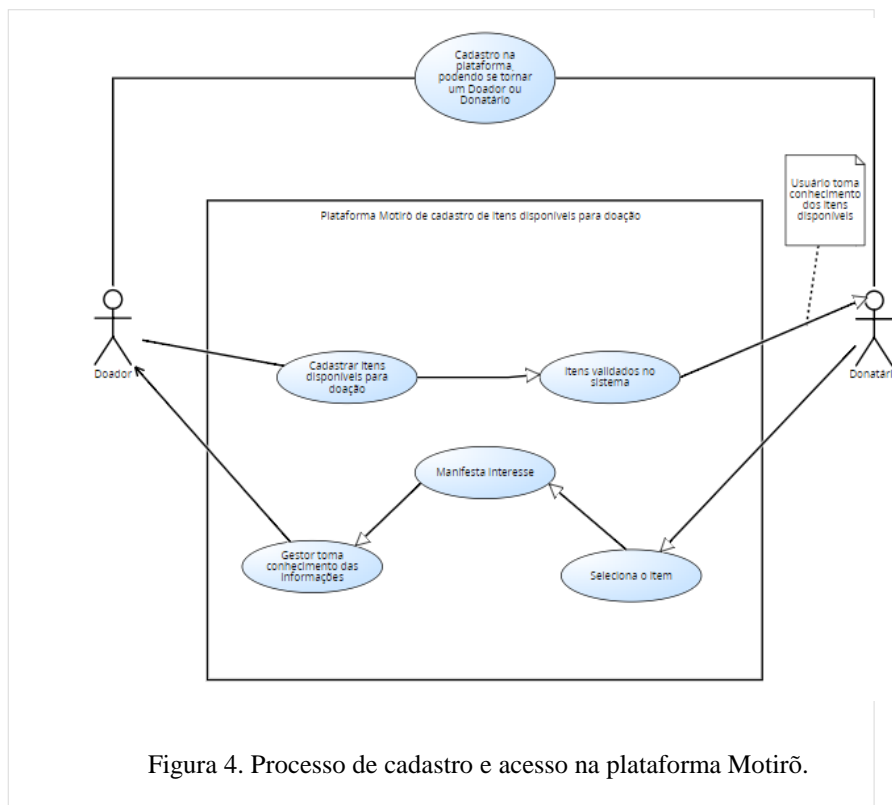 Cadastro na
plataforma,
podendo se tornar
um Doador ou
Donatário
Usuário toma
conhecimento
dos itens
disponíveis
Plataforma Motirõ de cadastro de itens disponíveis para doação
Doador
Cadastrar itens
disponíveis para
doação
Itens validados no
sistema
Donatári
Manifesta interesse
Gestor toma
conhecimento das
informações
Seleciona o item
Figura 4. Processo de cadastro e acesso na plataforma Motirõ.